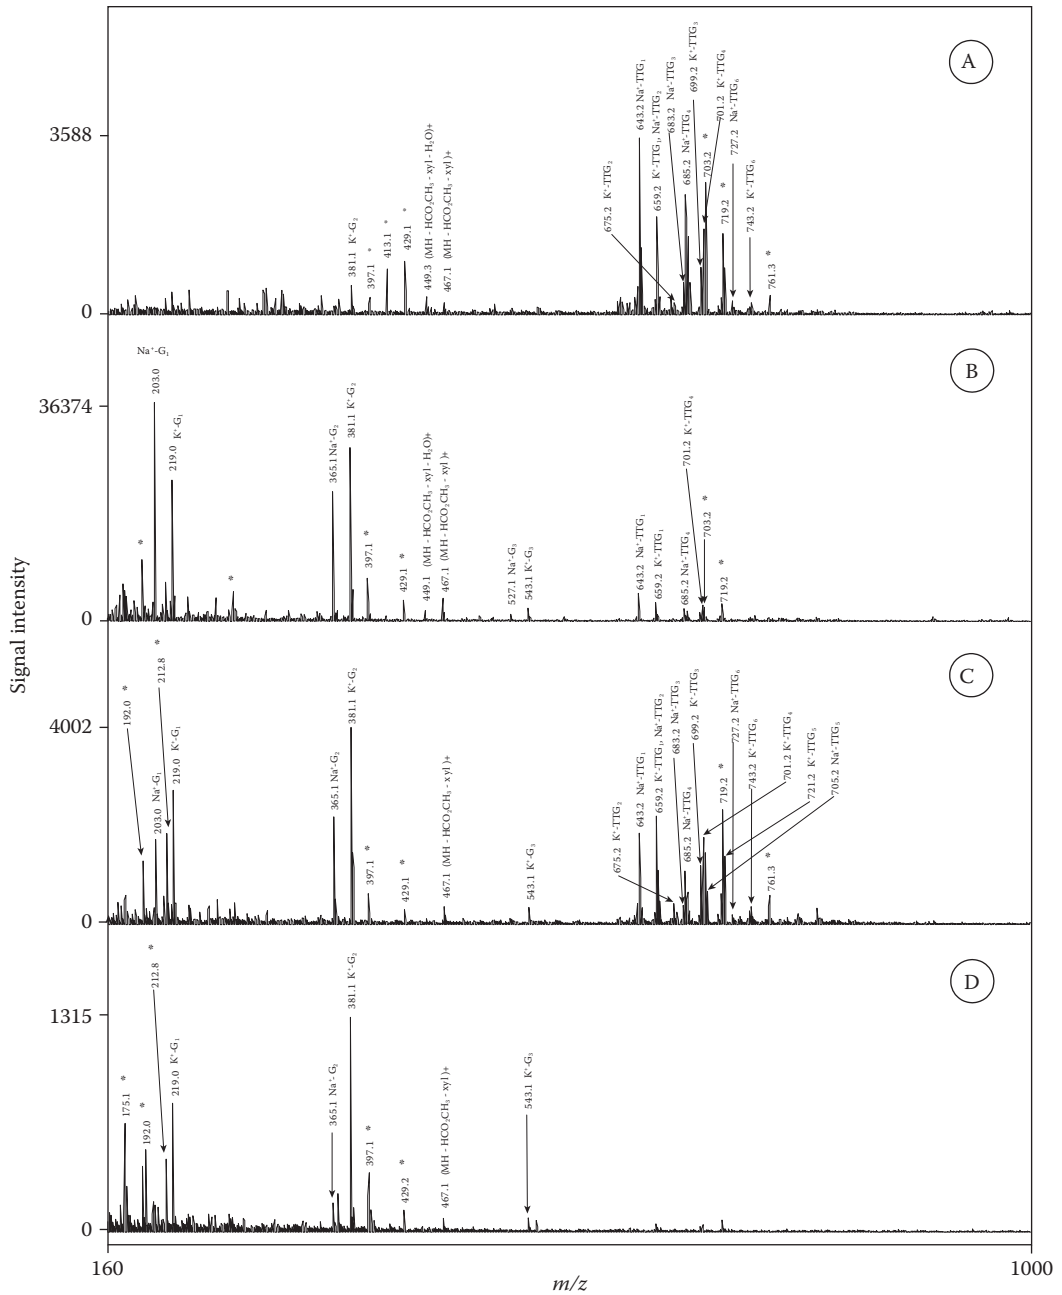 Signal intensity
A
3588
0
381.1 K⁺-G₂
397.1 *
413.1 *
429.1 *
449.3 (MH - HCO₂CH₃ - xyl - H₂O)+
467.1 (MH - HCO₂CH₃ - xyl)+
675.2 K⁺-TTG₂
643.2 Na⁺-TTG₁
659.2 K⁺-TTG₁, Na⁺-TTG₂
683.2 Na⁺-TTG₃
685.2 Na⁺-TTG₄
699.2 K⁺-TTG₃
703.2 *
701.2 K⁺-TTG₄
719.2 *
727.2 Na⁺-TTG₆
743.2 K⁺-TTG₆
761.3 *
B
36374
0
*
Na⁺-G₁
203.0
219.0 K⁺-G₁
*
365.1 Na⁺-G₂
381.1 K⁺-G₂
397.1 *
429.1 *
449.1 (MH - HCO₂CH₃ - xyl - H₂O)+
467.1 (MH - HCO₂CH₃ - xyl)+
527.1 Na⁺-G₃
543.1 K⁺-G₃
643.2 Na⁺-TTG₁
659.2 K⁺-TTG₁
685.2 Na⁺-TTG₄
701.2 K⁺-TTG₄
703.2 *
719.2 *
C
4002
0
192.0 *
203.0 Na⁺-G₁
212.8 *
219.0 K⁺-G₁
365.1 Na⁺-G₂
381.1 K⁺-G₂
397.1 *
429.1 *
467.1 (MH - HCO₂CH₃ - xyl)+
543.1 K⁺-G₃
675.2 K⁺-TTG₂
643.2 Na⁺-TTG₁
659.2 K⁺-TTG₁, Na⁺-TTG₂
683.2 Na⁺-TTG₃
685.2 Na⁺-TTG₄
699.2 K⁺-TTG₃
719.2 *
727.2 Na⁺-TTG₆
743.2 K⁺-TTG₆
761.3 *
701.2 K⁺-TTG₄
721.2 K⁺-TTG₅
705.2 Na⁺-TTG₅
D
1315
0
175.1 *
192.0 *
212.8 *
219.0 K⁺-G₁
365.1 Na⁺- G₂
381.1 K⁺-G₂
397.1 *
429.2 *
467.1 (MH - HCO₂CH₃ - xyl)+
543.1 K⁺-G₃
160
m/z
1000